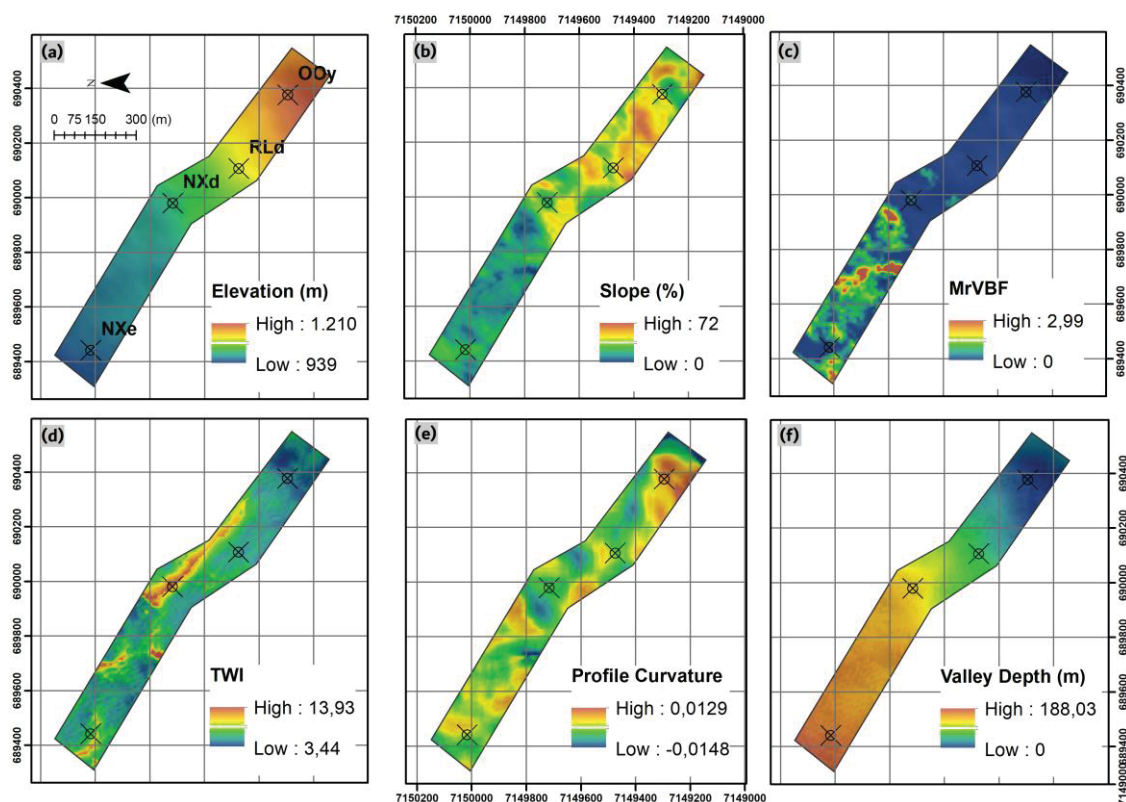 7150200 7150000 7149800 7149600 7149400 7149200 7149000
(a)
N
0 75 150 300 (m)
OOy
RLd
NXd
NXe
Elevation (m)
High : 1.210
Low : 939
690400
690200
690000
689800
689600
689400
(b)
Slope (%)
High : 72
Low : 0
(c)
MrVBF
High : 2,99
Low : 0
690400
690200
690000
689800
689600
689400
(d)
TWI
High : 13,93
Low : 3,44
690400
690200
690000
689800
689600
689400
(e)
Profile Curvature
High : 0,0129
Low : -0,0148
(f)
Valley Depth (m)
High : 188,03
Low : 0
690400
690200
690000
689800
689600
689400
7149000
7150200 7150000 7149800 7149600 7149400 7149200 7149000